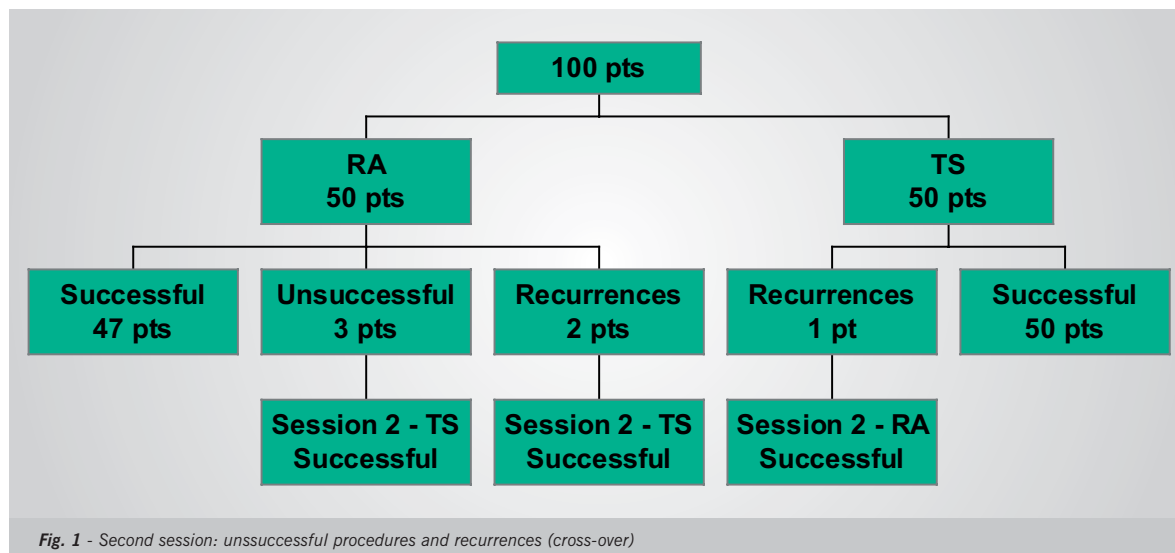 100 pts
RA
50 pts
TS
50 pts
Successful
47 pts
Unsuccessful
3 pts
Recurrences
2 pts
Recurrences
1 pt
Successful
50 pts
Session 2 - TS
Successful
Session 2 - TS
Successful
Session 2 - RA
Successful
Fig. 1 - Second session: unssuccessful procedures and recurrences (cross-over)